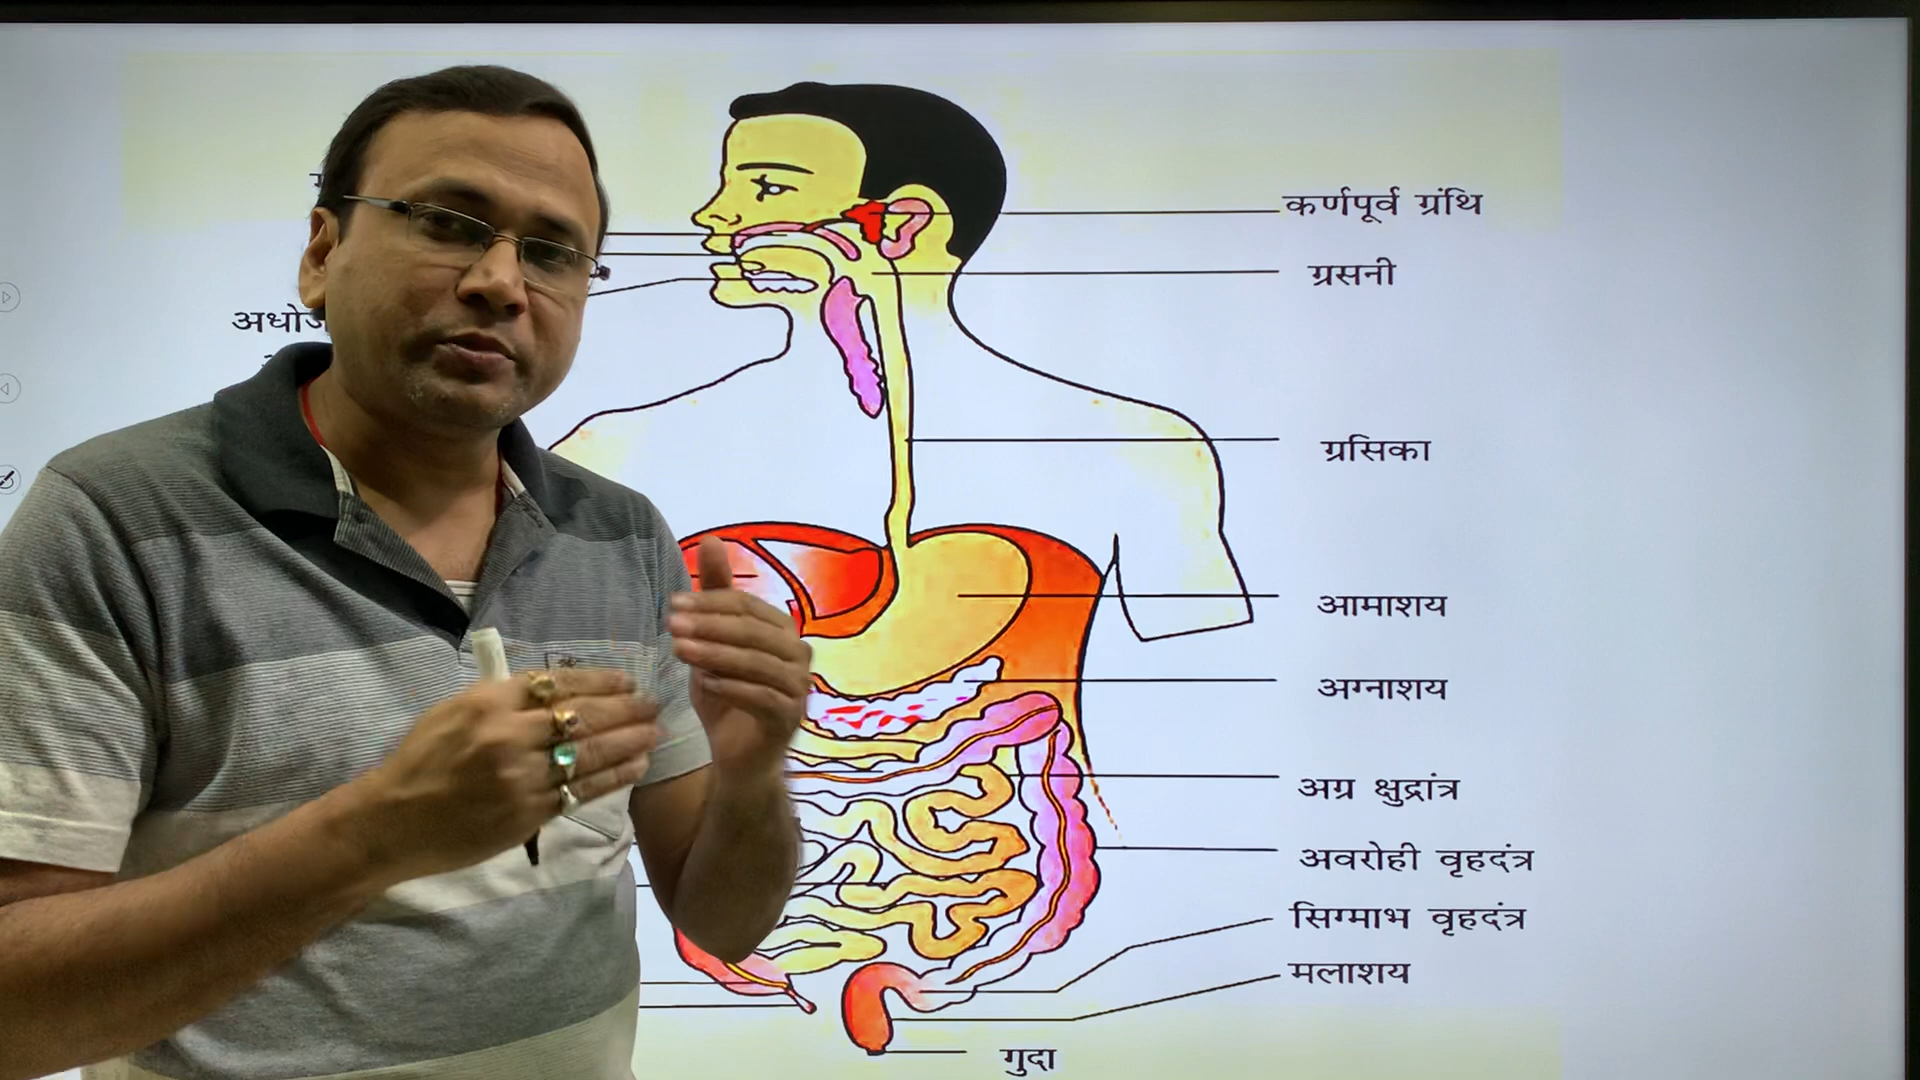 कर्णपूर्व ग्रंथि
ग्रसनी
ग्रसिका
आमाशय
अग्नाशय
अग्र क्षुद्रांत्र
अवरोही वृहदंत्र
सिग्माभ वृहदंत्र
मलाशय
गुदा